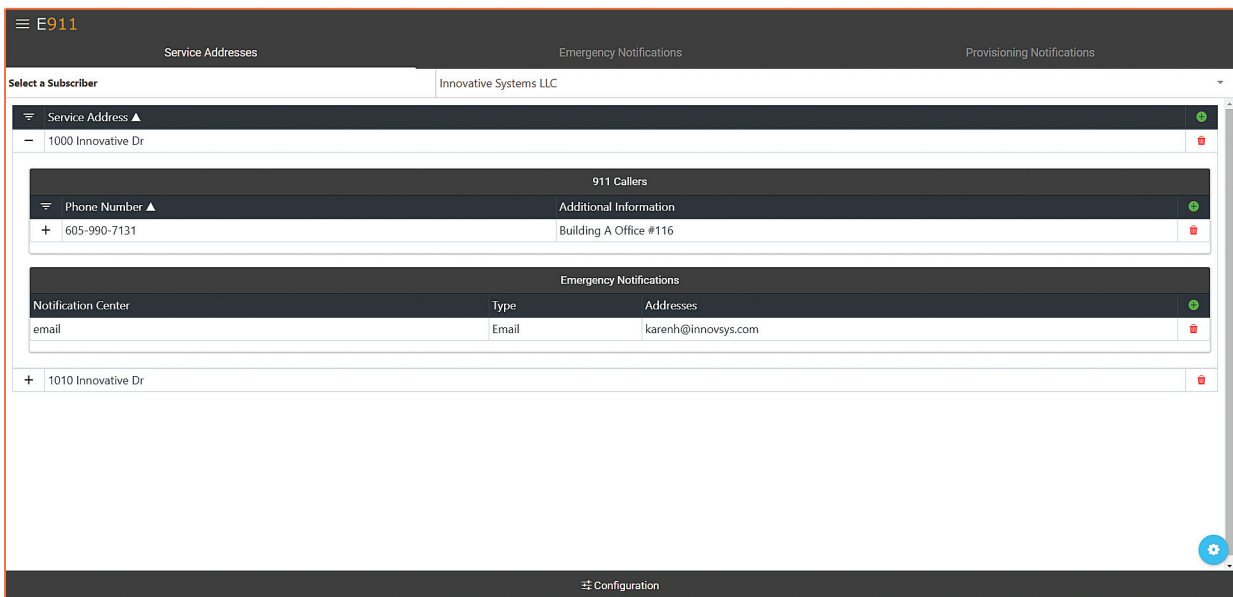 E911
Service Addresses Emergency Notifications Provisioning Notifications
Select a Subscriber Innovative Systems LLC
Service Address ▲
1000 Innovative Dr
911 Callers
Phone Number ▲ Additional Information
605-990-7131 Building A Office #116
Emergency Notifications
Notification Center Type Addresses
email Email karenh@innovsys.com
1010 Innovative Dr
Configuration